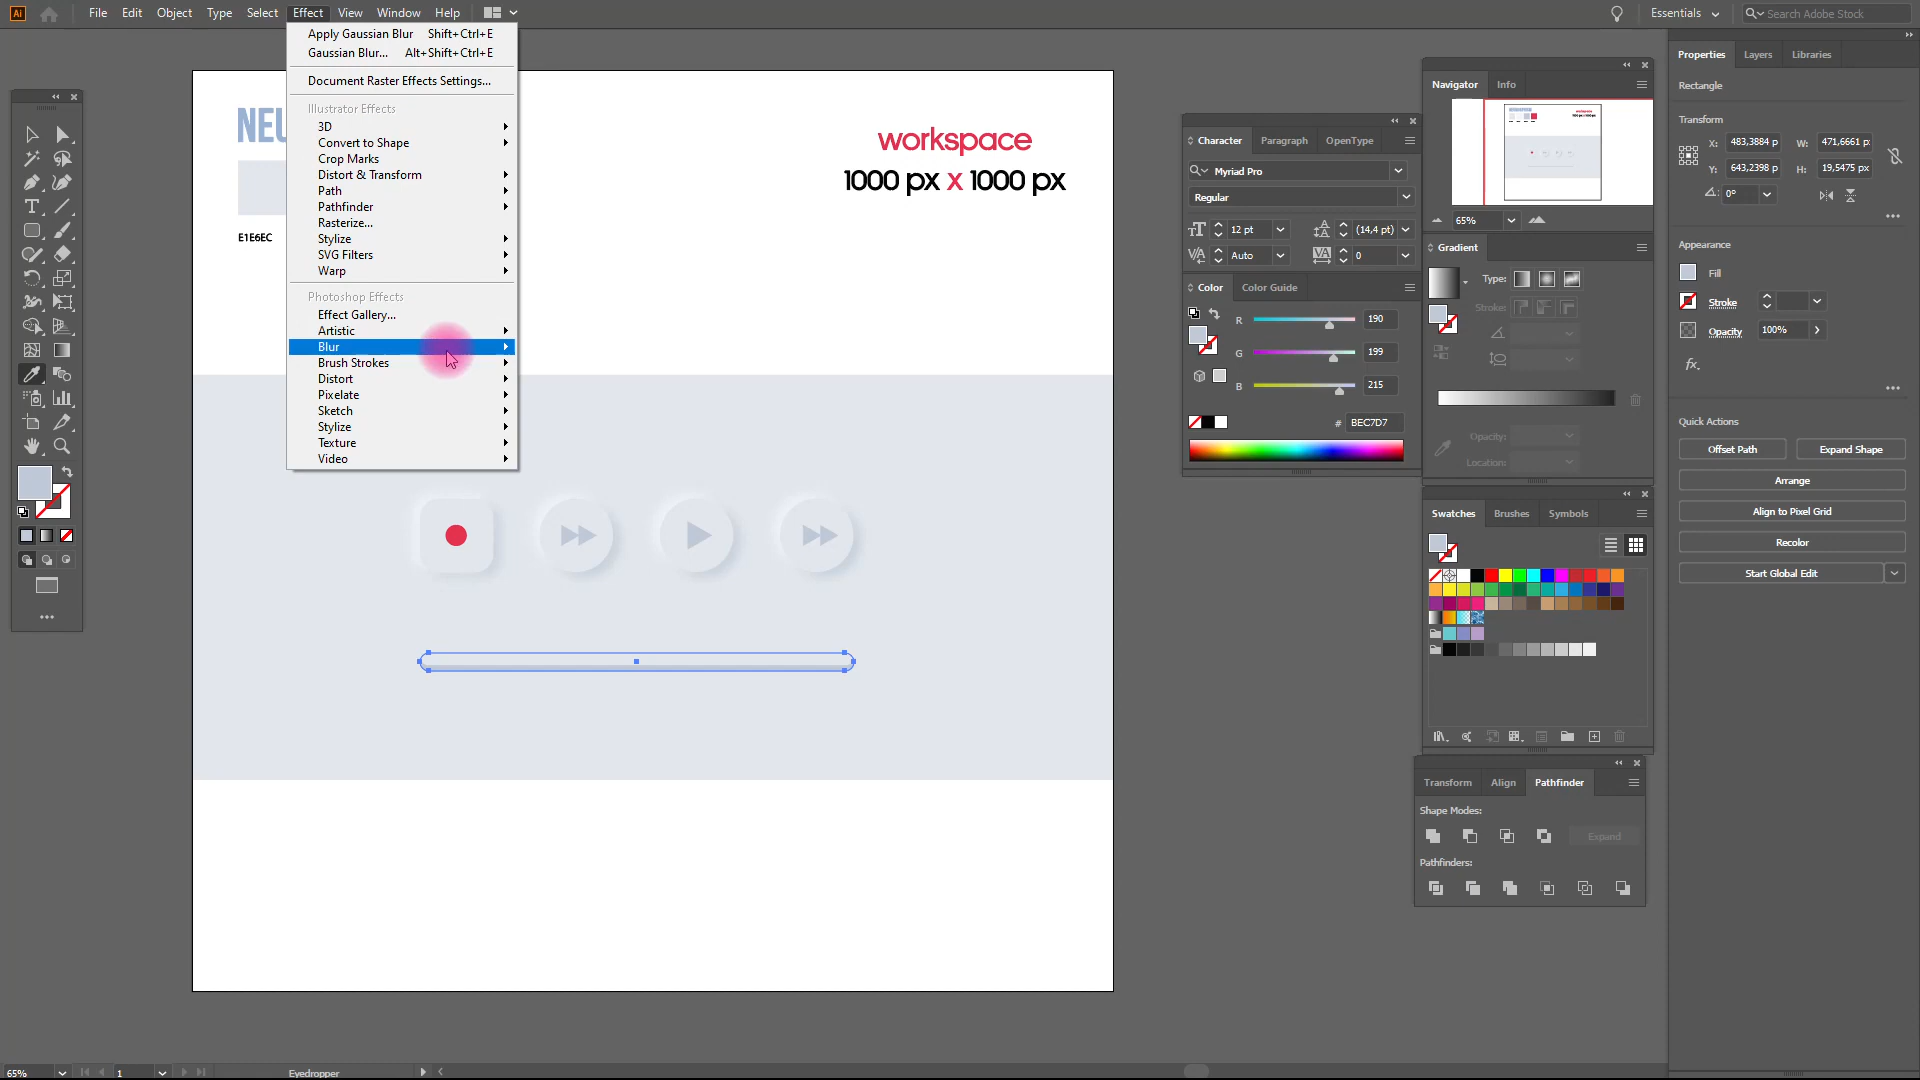 Ai File Edit Object Type Select Effect View Window Help Essentials Search Adobe Stock
Apply Gaussian Blur Shift+Ctrl+E
Gaussian Blur... Alt+Shift+Ctrl+E
Document Raster Effects Settings...
Illustrator Effects
3D
Convert to Shape
Crop Marks
Distort & Transform
Path
Pathfinder
Rasterize...
Stylize
SVG Filters
Warp
Photoshop Effects
Effect Gallery...
Artistic
Blur
Brush Strokes
Distort
Pixelate
Sketch
Stylize
Texture
Video
NEU
E1E6EC
workspace
1000 px x 1000 px
Character Paragraph OpenType
Myriad Pro
Regular
12 pt (14,4 pt)
Auto 0
Color Color Guide
R 190
G 199
B 215
# BEC7D7
Navigator Info
65%
Gradient
Type:
Stroke:
Opacity:
Location:
Swatches Brushes Symbols
Transform Align Pathfinder
Shape Modes:
Expand
Pathfinders:
Properties Layers Libraries
Rectangle
Transform
X: 483,3884 p W: 471,6661 p
Y: 643,2398 p H: 19,5475 px
0°
Appearance
Fill
Stroke
Opacity 100%
fx.
Quick Actions
Offset Path Expand Shape
Arrange
Align to Pixel Grid
Recolor
Start Global Edit
65% 1 Eyedropper